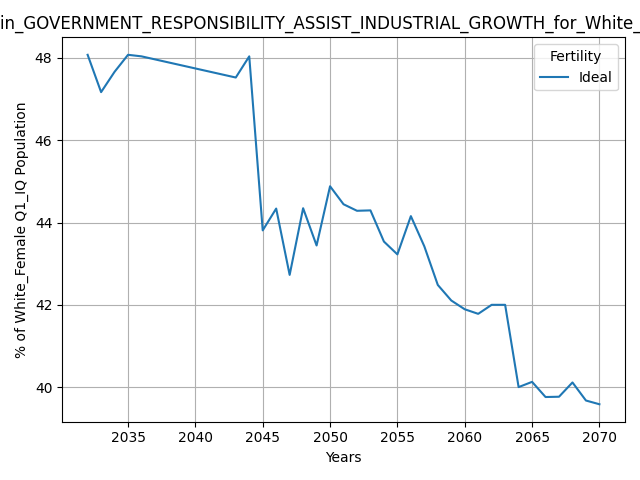 in_GOVERNMENT_RESPONSIBILITY_ASSIST_INDUSTRIAL_GROWTH_for_White_
Fertility
Ideal
% of White_Female Q1_IQ Population
48
46
44
42
40
2035 2040 2045 2050 2055 2060 2065 2070
Years